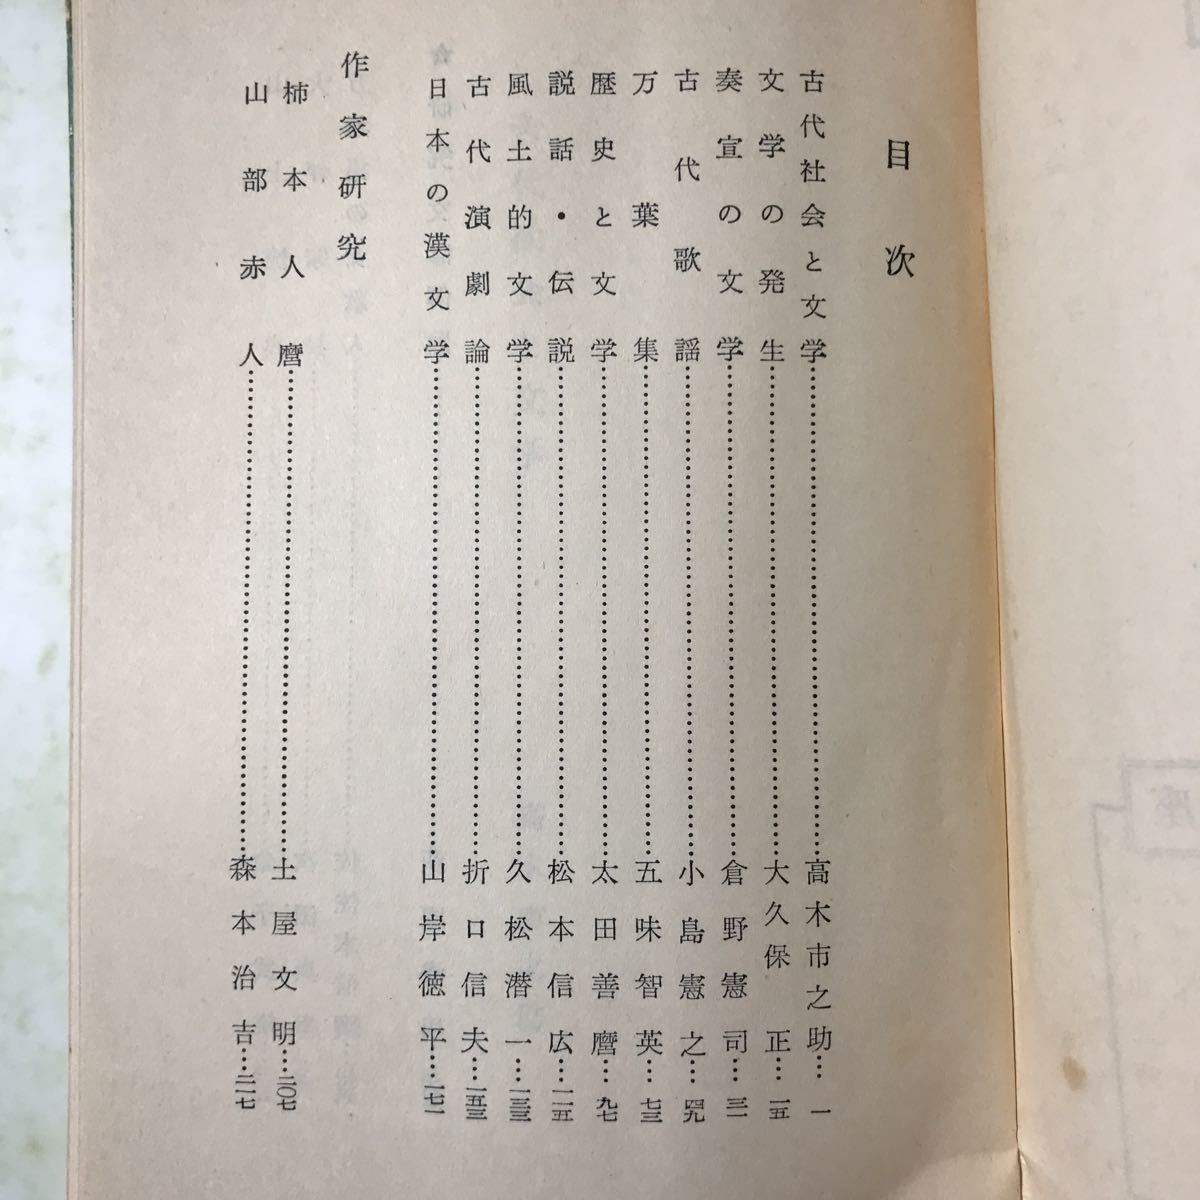 目次
古代社会と文学…高木市之助…一
文学の発生…大久保正…一五
奏宣の文学…倉野憲司…三一
古代歌謡…小島憲之…四九
万葉集…五味智英…七三
歴史と文学…太田善麿…九七
説話・伝説…松本信広…一一五
風土的文学…久松潜一…一三三
古代演劇論…折口信夫…一五三
日本の漢文学…山岸徳平…一七一
作家研究
柿本人麿…土屋文明…二〇七
山部赤人…森本治吉…二一七
座